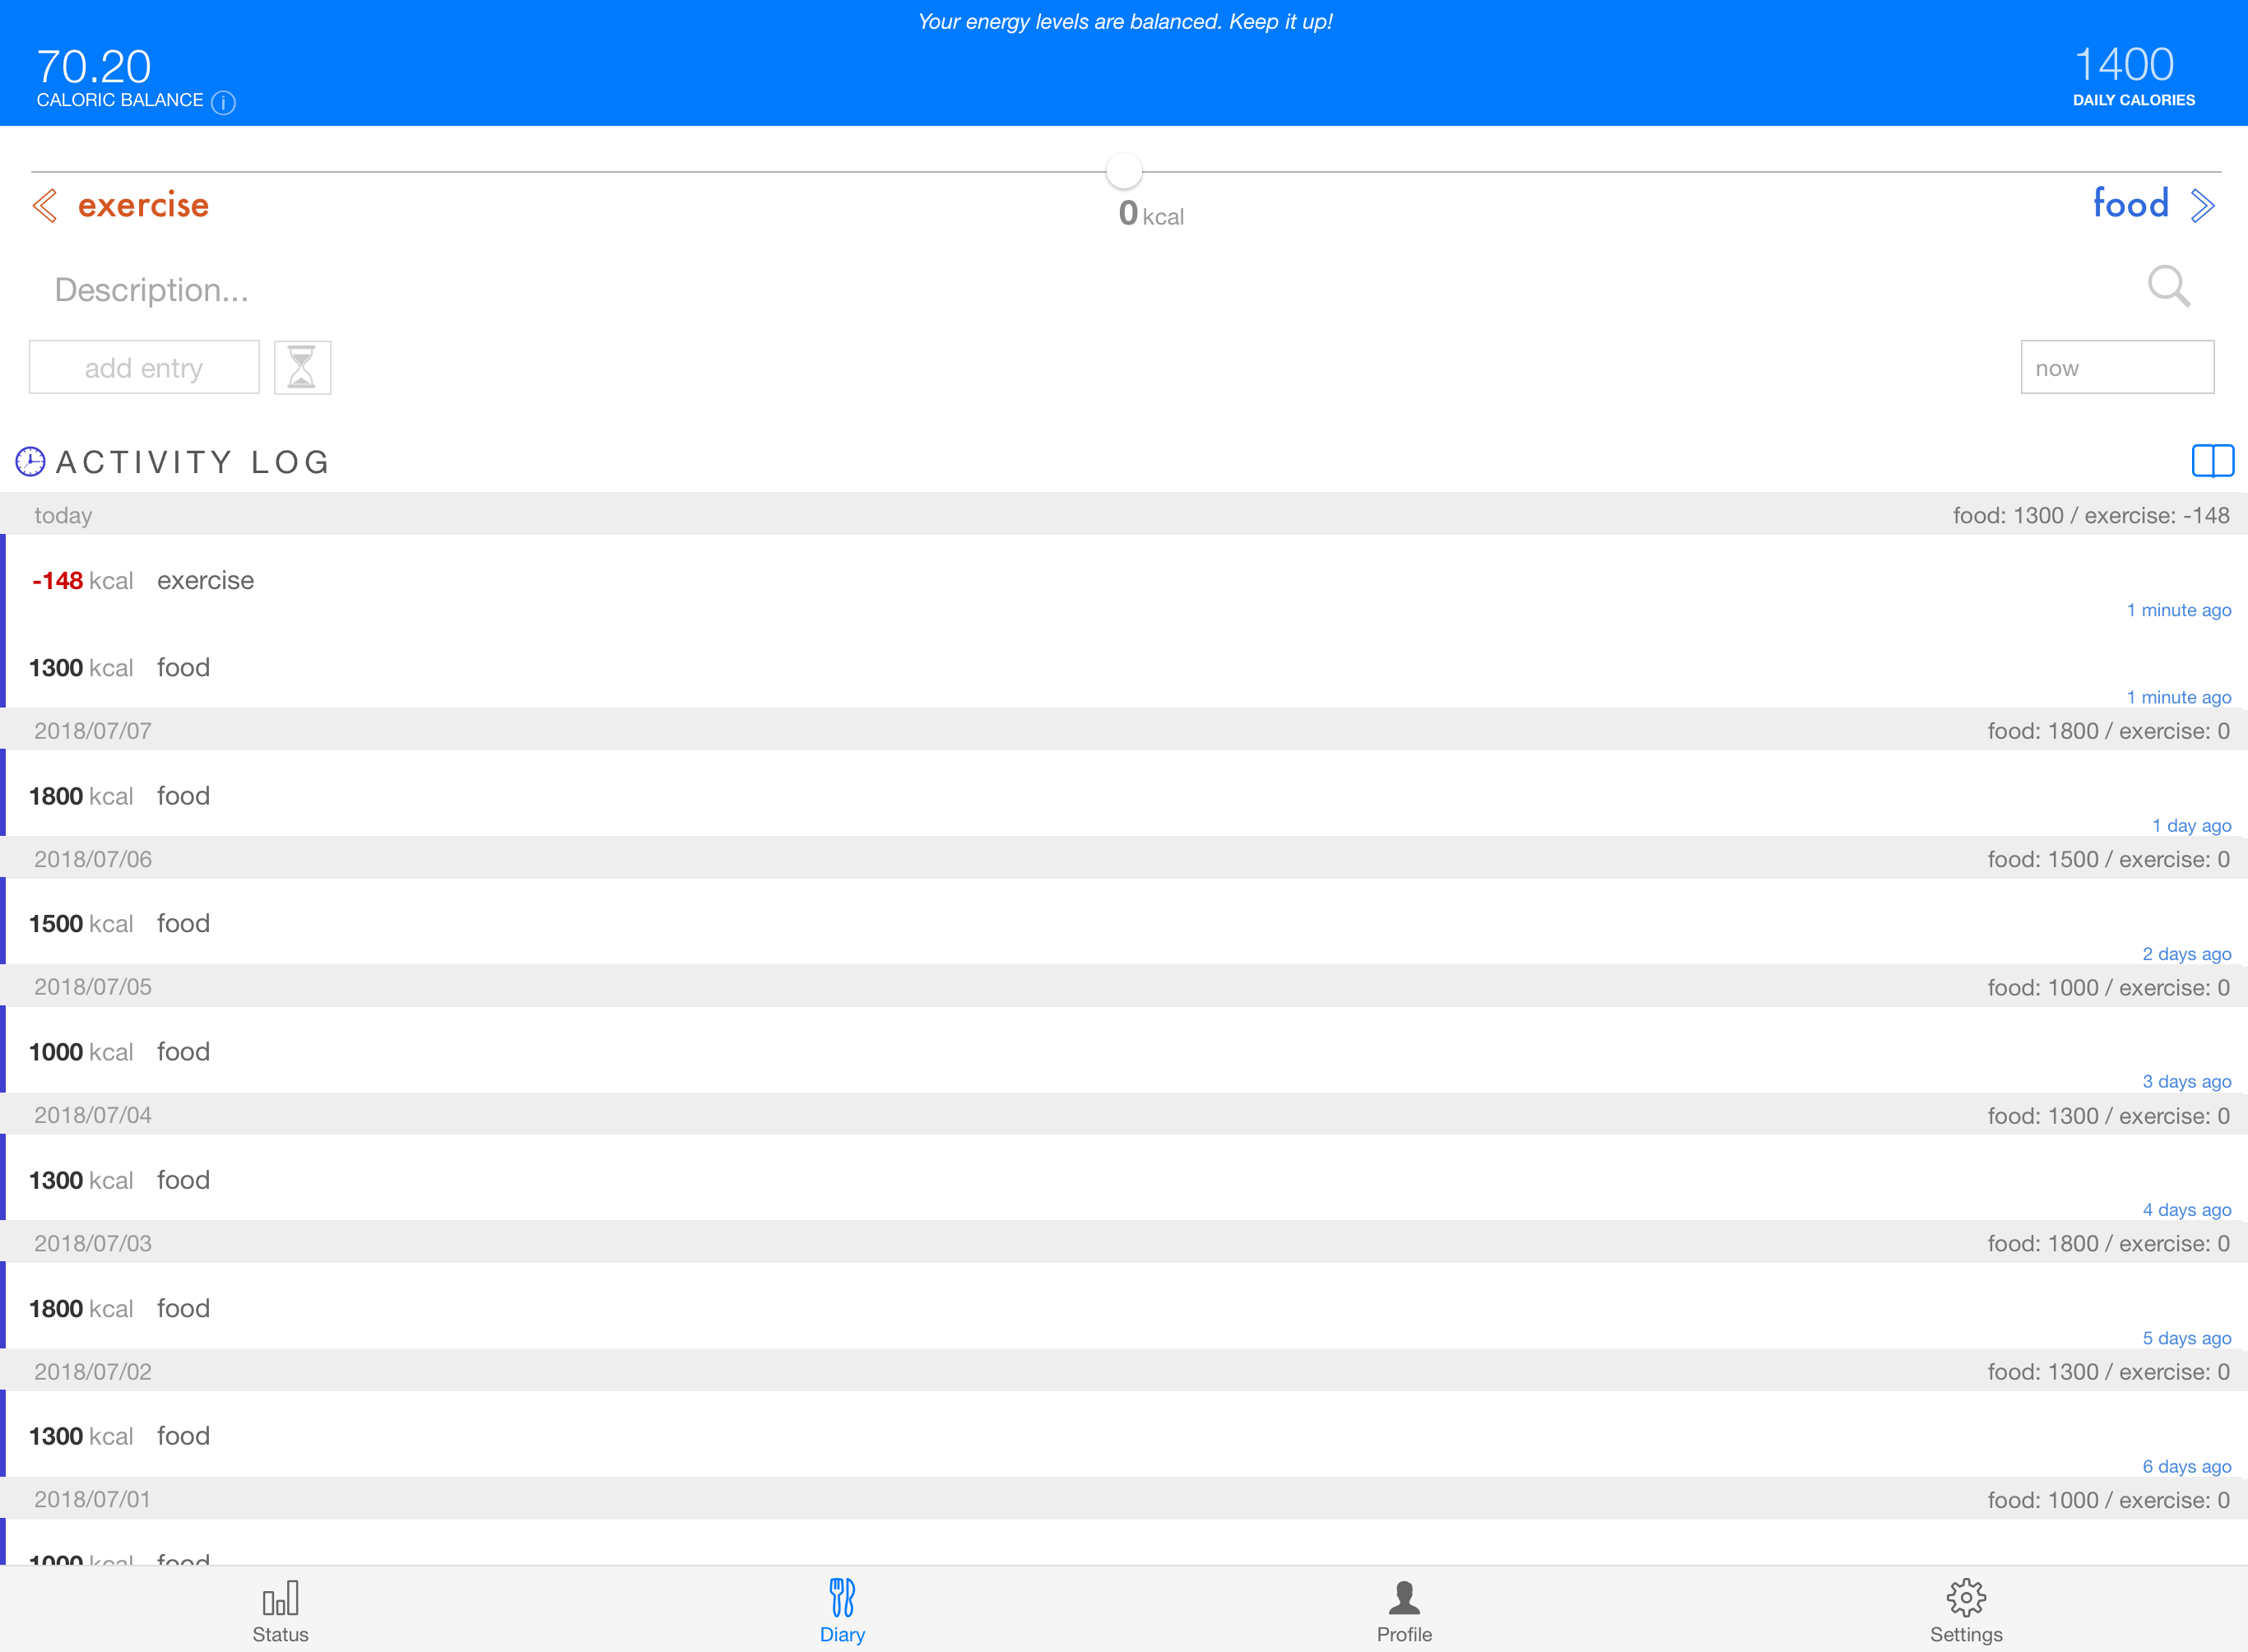 Your energy levels are balanced. Keep it up!
70.20
CALORIC BALANCE i
1400
DAILY CALORIES
exercise
0 kcal
food
Description...
add entry
now
ACTIVITY LOG
today food: 1300 / exercise: -148
-148 kcal exercise
1 minute ago
1300 kcal food
1 minute ago
2018/07/07 food: 1800 / exercise: 0
1800 kcal food
1 day ago
2018/07/06 food: 1500 / exercise: 0
1500 kcal food
2 days ago
2018/07/05 food: 1000 / exercise: 0
1000 kcal food
3 days ago
2018/07/04 food: 1300 / exercise: 0
1300 kcal food
4 days ago
2018/07/03 food: 1800 / exercise: 0
1800 kcal food
5 days ago
2018/07/02 food: 1300 / exercise: 0
1300 kcal food
6 days ago
2018/07/01 food: 1000 / exercise: 0
1000 kcal food
Status Diary Profile Settings